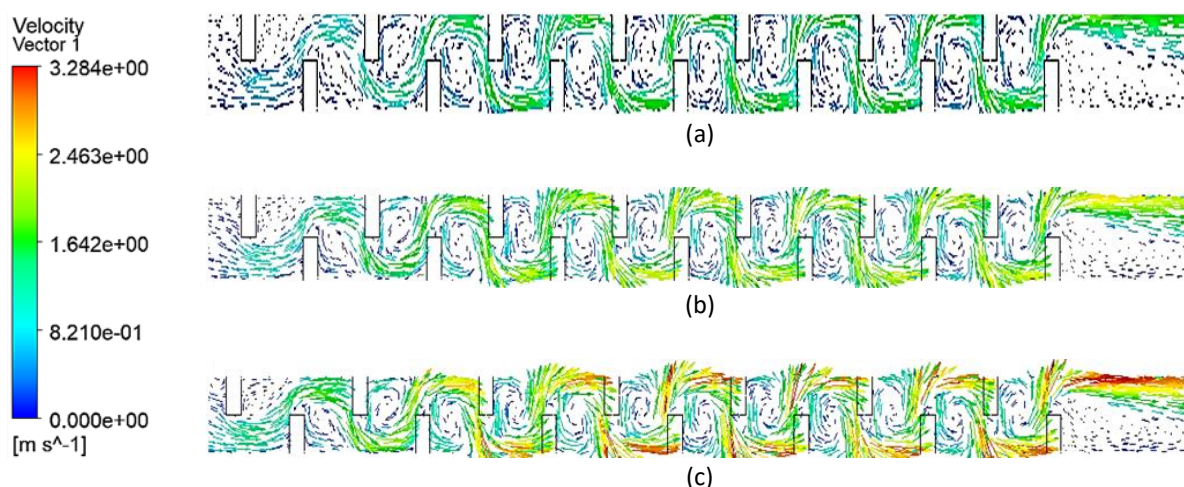 Velocity
Vector 1
3.284e+00
2.463e+00
1.642e+00
8.210e-01
0.000e+00
[m s^-1]
(a)
(b)
(c)